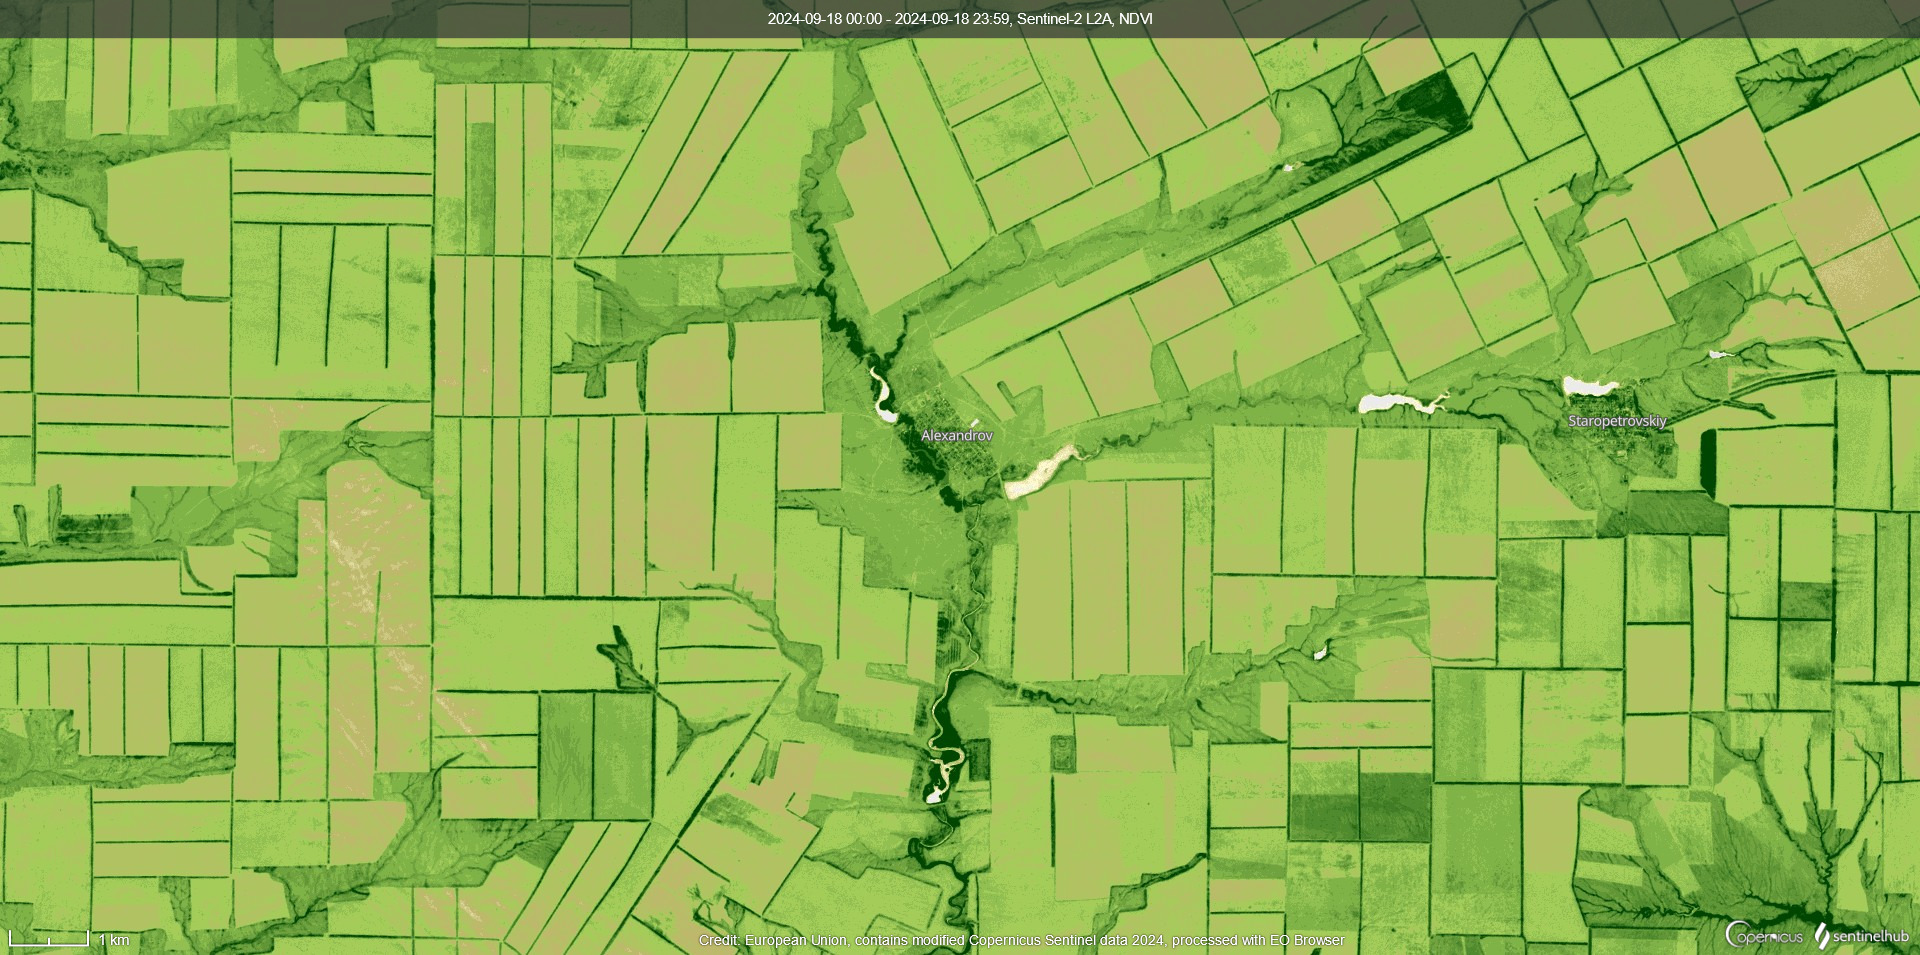 2024-09-18 00:00 - 2024-09-18 23:59, Sentinel-2 L2A, NDVI
Staropetrovskiy
Alexandrov
1 km
Credit: European Union, contains modified Copernicus Sentinel data 2024, processed with EO Browser
opernicus
sentinelhub